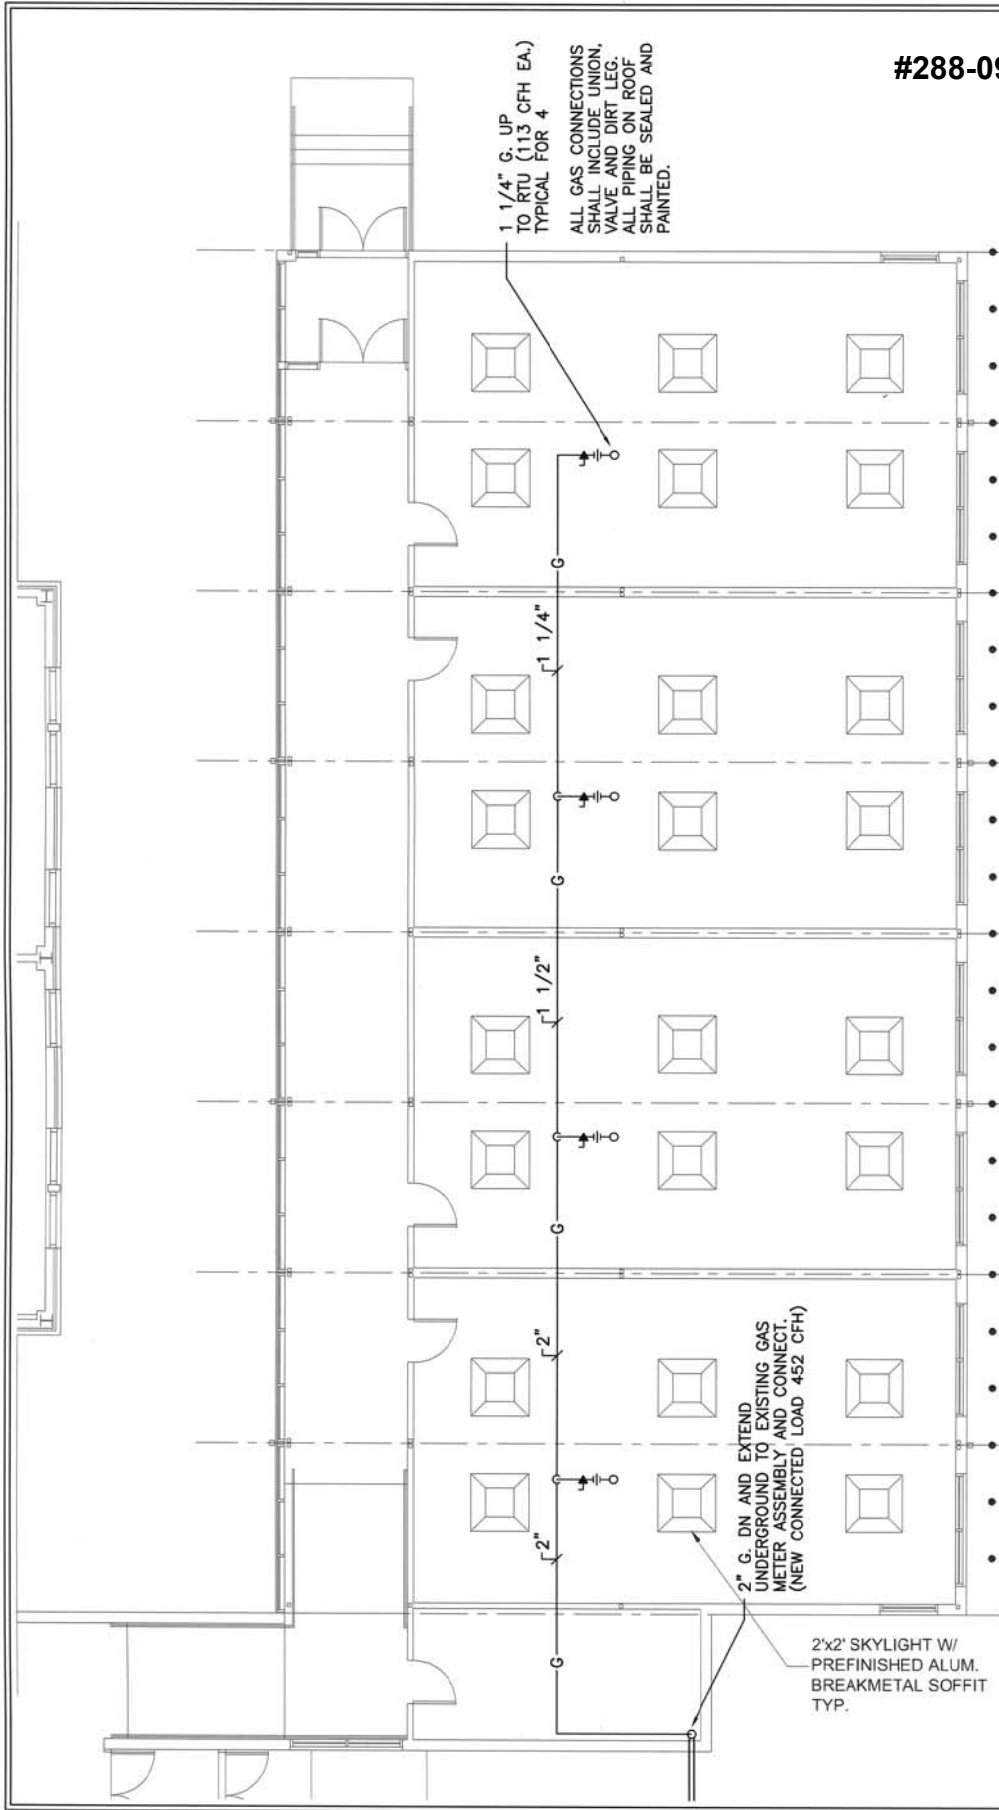 #288-09
1 1/4" G. UP
TO RTU (113 CFH EA.)
TYPICAL FOR 4
ALL GAS CONNECTIONS
SHALL INCLUDE UNION,
VALVE AND DIRT LEG.
ALL PIPING ON ROOF
SHALL BE SEALED AND
PAINTED.
G
1 1/4"
G
1 1/2"
G
2"
2"
G
2" G. DN AND EXTEND
UNDERGROUND TO EXISTING GAS
METER ASSEMBLY AND CONNECT.
(NEW CONNECTED LOAD 452 CFH)
2'x2' SKYLIGHT W/
PREFINISHED ALUM.
BREAKMETAL SOFFIT
TYP.